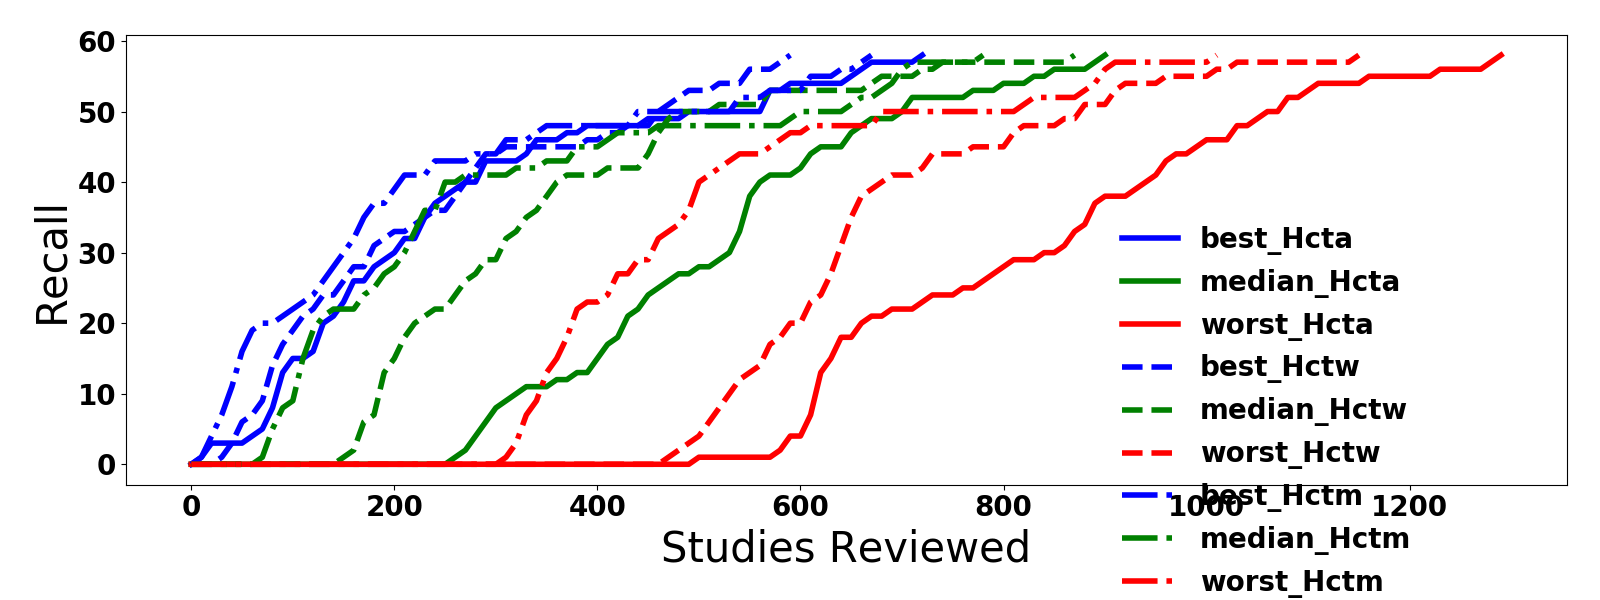 60
50
40
30
20
10
0
Recall
0 200 400 600 800 1000 1200
Studies Reviewed
best_Hcta
median_Hcta
worst_Hcta
best_Hctw
median_Hctw
worst_Hctw
best_Hctm
median_Hctm
worst_Hctm